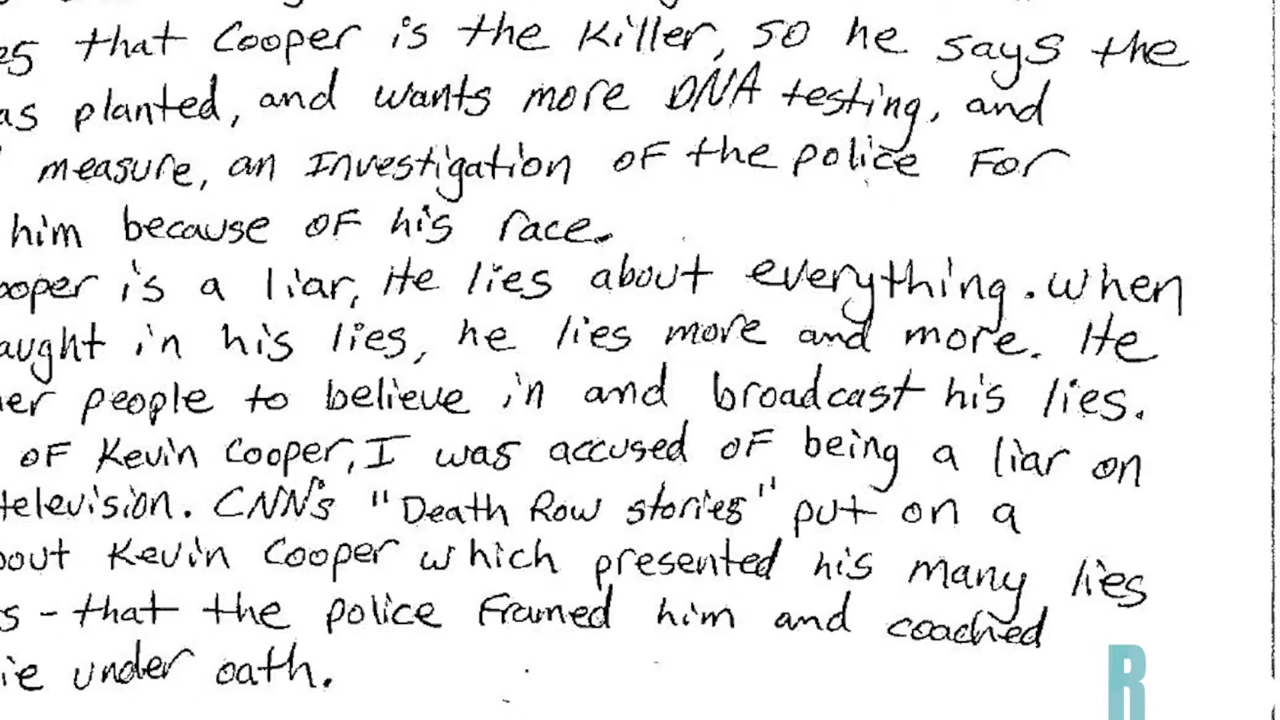 es that Cooper is the killer, so he says the
as planted, and wants more DNA testing, and
measure, an Investigation of the police for
him because of his race.
ooper is a liar, He lies about everything. When
aught in his lies, he lies more and more. He
er people to believe in and broadcast his lies.
of Kevin Cooper, I was accused of being a liar on
television. CNN's "Death Row stories" put on a
bout Kevin Cooper which presented his many lies
s - that the police framed him and coached
ie under oath.
R